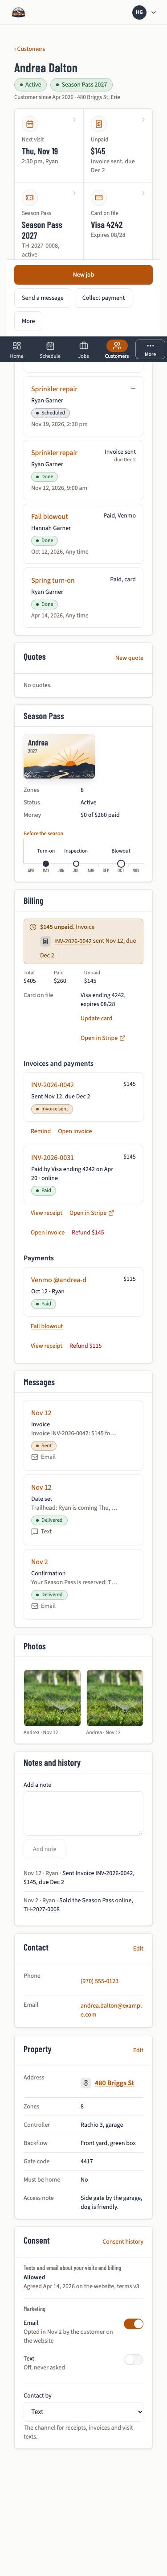 HG
‹ Customers
Andrea Dalton
Active
Season Pass 2027
Customer since Apr 2026 · 480 Briggs St, Erie
Next visit
Thu, Nov 19
2:30 pm, Ryan
Unpaid
$145
Invoice sent, due
Dec 2
Season Pass
Season Pass
2027
TH-2027-0008,
active
Card on file
Visa 4242
Expires 08/28
New job
Send a message
Collect payment
More
Home
Schedule
Jobs
Customers
More
Sprinkler repair
—
Ryan Garner
Scheduled
Nov 19, 2026, 2:30 pm
Sprinkler repair
Invoice sent
due Dec 2
Ryan Garner
Done
Nov 12, 2026, 9:00 am
Fall blowout
Paid, Venmo
Hannah Garner
Done
Oct 12, 2026, Any time
Spring turn-on
Paid, card
Ryan Garner
Done
Apr 14, 2026, Any time
Quotes
New quote
No quotes.
Season Pass
Andrea
2027
Zones
8
Status
Active
Money
$0 of $260 paid
Before the season
Turn on
Inspection
Blowout
APR MAY JUN JUL AUG SEP OCT NOV
Billing
$145 unpaid. Invoice
INV-2026-0042 sent Nov 12, due
Dec 2.
Total
$405
Paid
$260
Unpaid
$145
Card on file
Visa ending 4242,
expires 08/28
Update card
Open in Stripe
Invoices and payments
INV-2026-0042
$145
Sent Nov 12, due Dec 2
Invoice sent
Remind
Open invoice
INV-2026-0031
$145
Paid by Visa ending 4242 on Apr
20 · online
Paid
View receipt
Open in Stripe
Open invoice
Refund $145
Payments
Venmo @andrea-d
$115
Oct 12 · Ryan
Paid
Fall blowout
View receipt
Refund $115
Messages
Nov 12
Invoice
Invoice INV-2026-0042: $145 fo…
Sent
Email
Nov 12
Date set
Trailhead: Ryan is coming Thu, …
Delivered
Text
Nov 2
Confirmation
Your Season Pass is reserved: T…
Delivered
Email
Photos
Andrea · Nov 12
Andrea · Nov 12
Notes and history
Add a note
Add note
Nov 12 · Ryan · Sent Invoice INV-2026-0042,
$145, due Dec 2
Nov 2 · Ryan · Sold the Season Pass online,
TH-2027-0008
Contact
Edit
Phone
(970) 555-0123
Email
andrea.dalton@exampl
e.com
Property
Edit
Address
480 Briggs St
Zones
8
Controller
Rachio 3, garage
Backflow
Front yard, green box
Gate code
4417
Must be home
No
Access note
Side gate by the garage,
dog is friendly.
Consent
Consent history
Texts and email about your visits and billing
Allowed
Agreed Apr 14, 2026 on the website, terms v3
Marketing
Email
Opted in Nov 2 by the customer on
the website
Text
Off, never asked
Contact by
Text
The channel for receipts, invoices and visit
texts.